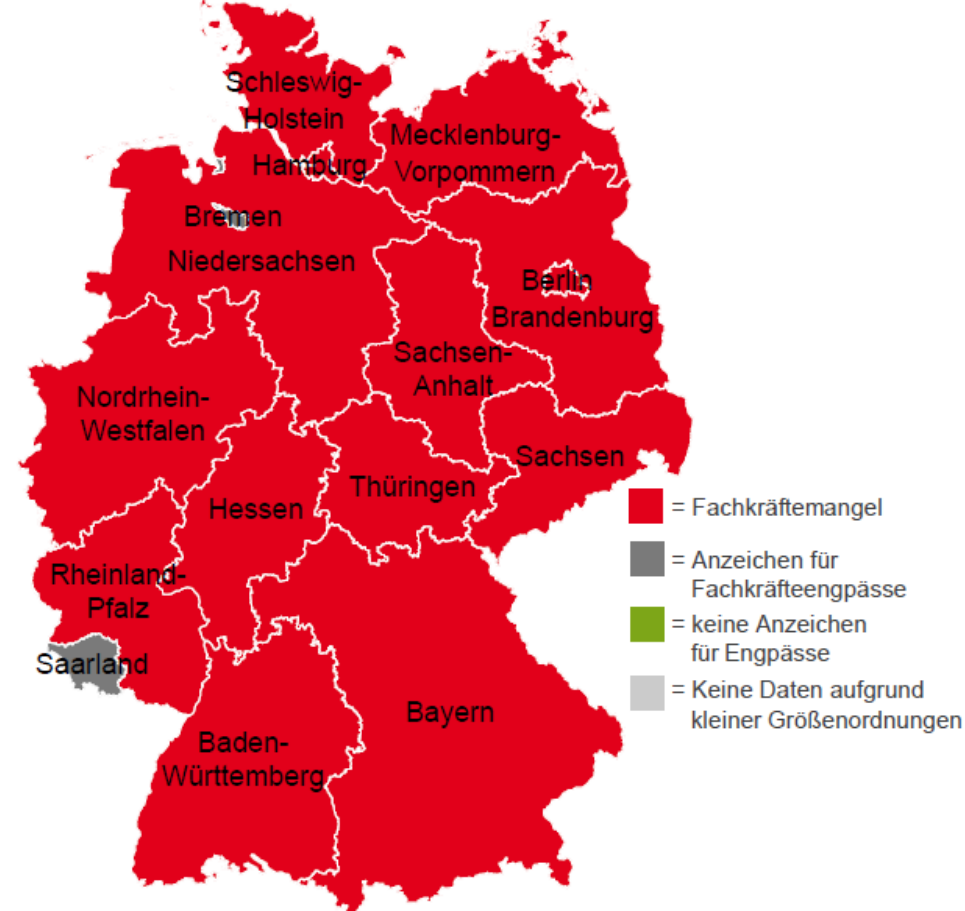 Schleswig-
Holstein
Mecklenburg-
Vorpommern
Hamburg
Bremen
Niedersachsen
Berlin
Brandenburg
Sachsen-
Anhalt
Nordrhein-
Westfalen
Sachsen
Thüringen
Hessen
= Fachkräftemangel
= Anzeichen für
Fachkräfteengpässe
= keine Anzeichen
für Engpässe
= Keine Daten aufgrund
kleiner Größenordnungen
Rheinland-
Pfalz
Saarland
Bayern
Baden-
Württemberg